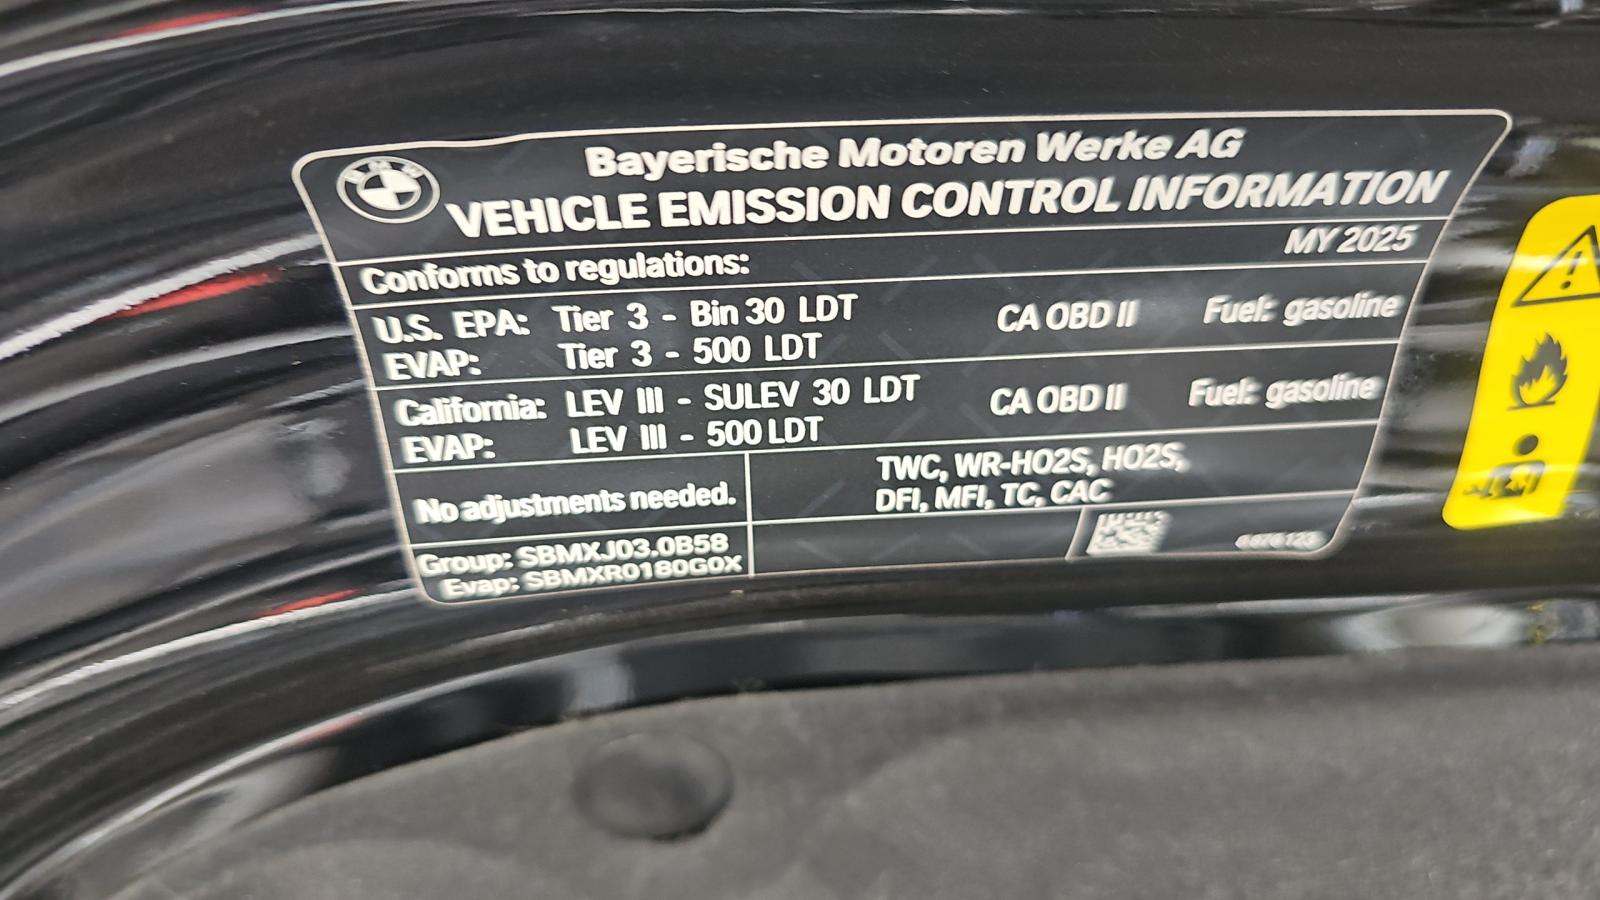 BMW
Bayerische Motoren Werke AG
VEHICLE EMISSION CONTROL INFORMATION
MY 2025
Conforms to regulations:
U.S. EPA: Tier 3 - Bin 30 LDT CA OBD II Fuel: gasoline
EVAP: Tier 3 - 500 LDT
California: LEV III - SULEV 30 LDT CA OBD II Fuel: gasoline
EVAP: LEV III - 500 LDT
No adjustments needed.
TWC, WR-HO2S, HO2S,
DFI, MFI, TC, CAC
Group: SBMXJ03.0B58
Evap: SBMXR0180G0X